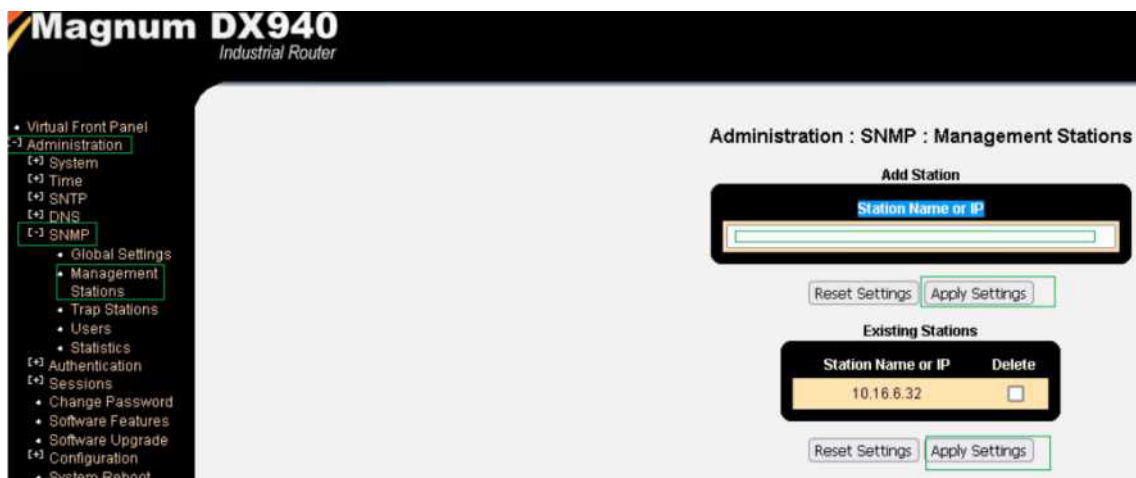 Magnum DX940
Industrial Router
• Virtual Front Panel
[-] Administration
[+] System
[+] Time
[+] SNTP
[+] DNS
[-] SNMP
• Global Settings
• Management
Stations
• Trap Stations
• Users
• Statistics
[+] Authentication
[+] Sessions
• Change Password
• Software Features
• Software Upgrade
[+] Configuration
• System Reboot
Administration : SNMP : Management Stations
Add Station
Station Name or IP
Reset Settings Apply Settings
Existing Stations
Station Name or IP Delete
10.16.6.32
Reset Settings Apply Settings